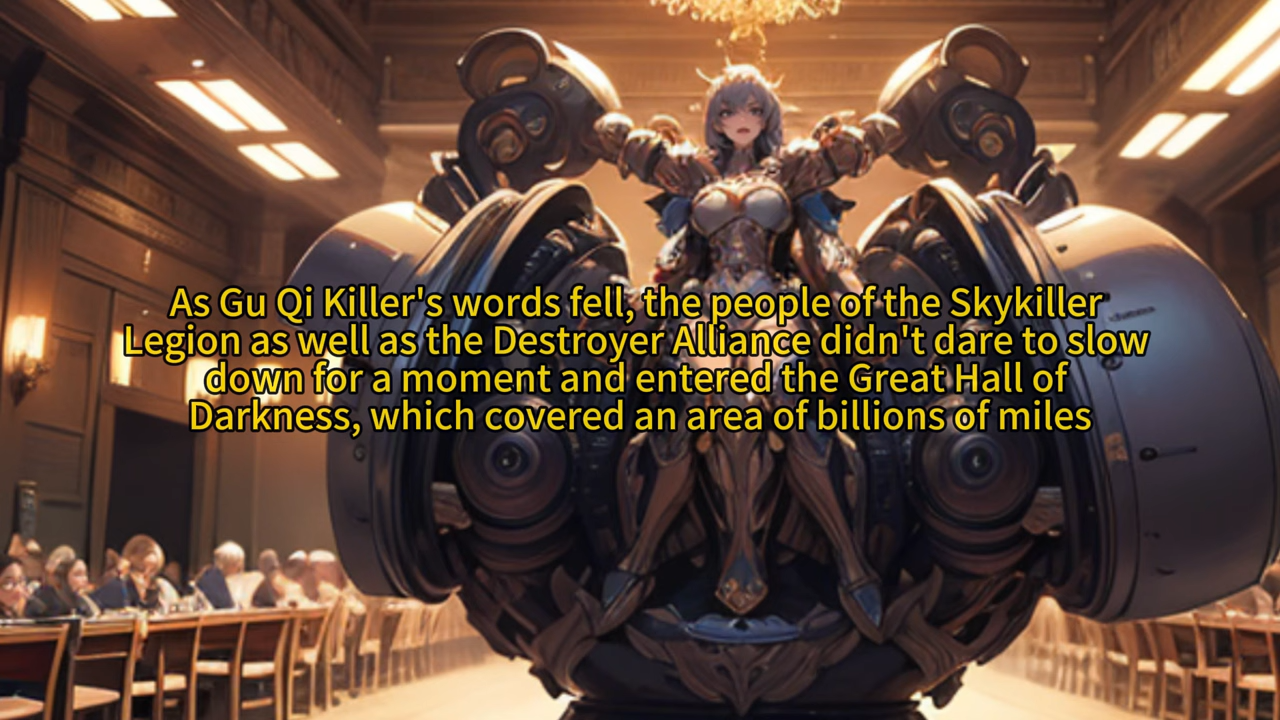 As Gu Qi Killer's words fell, the people of the Skykiller
Legion as well as the Destroyer Alliance didn't dare to slow
down for a moment and entered the Great Hall of
Darkness, which covered an area of billions of miles